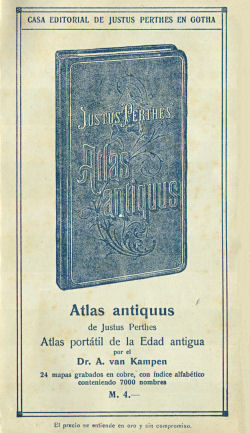 CASA EDITORIAL DE JUSTUS PERTHES EN GOTHA
JUSTUS PERTHES
Atlas
antiquus
Atlas antiquus
de Justus Perthes
Atlas portátil de la Edad antigua
por el
Dr. A. van Kampen
24 mapas grabados en cobre, con índice alfabético
conteniendo 7000 nombres
M. 4.—
El precio se entiende en oro y sin compromiso.